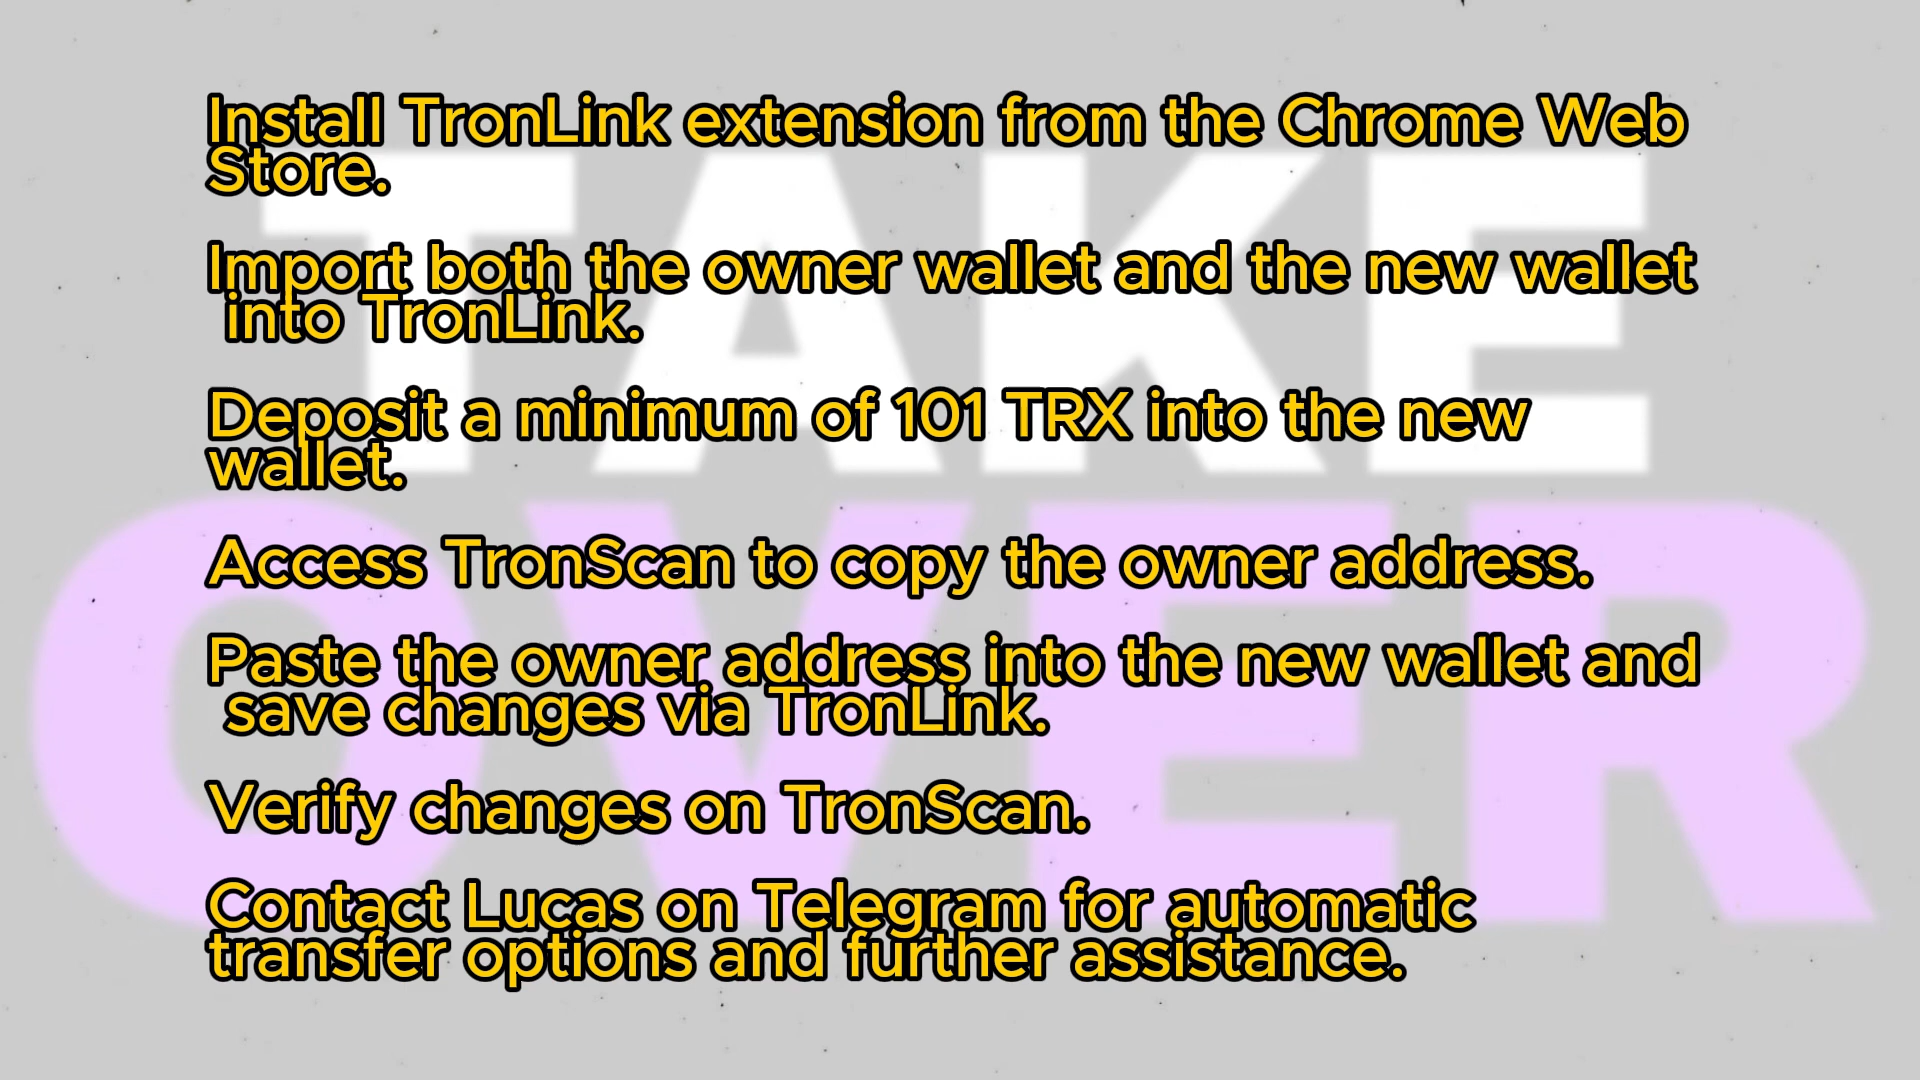 Install TronLink extension from the Chrome Web
Store.
Import both the owner wallet and the new wallet
into TronLink.
Deposit a minimum of 101 TRX into the new
wallet.
Access TronScan to copy the owner address.
Paste the owner address into the new wallet and
save changes via TronLink.
Verify changes on TronScan.
Contact Lucas on Telegram for automatic
transfer options and further assistance.
TAKE
OVER